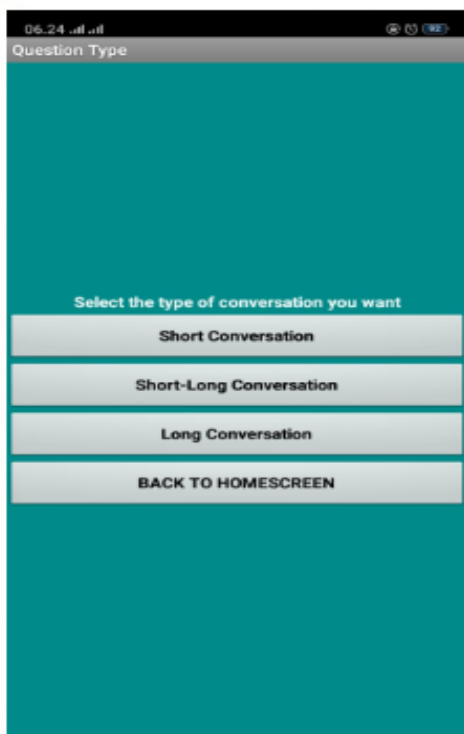 06.24 92
Question Type
Select the type of conversation you want
Short Conversation
Short-Long Conversation
Long Conversation
BACK TO HOMESCREEN